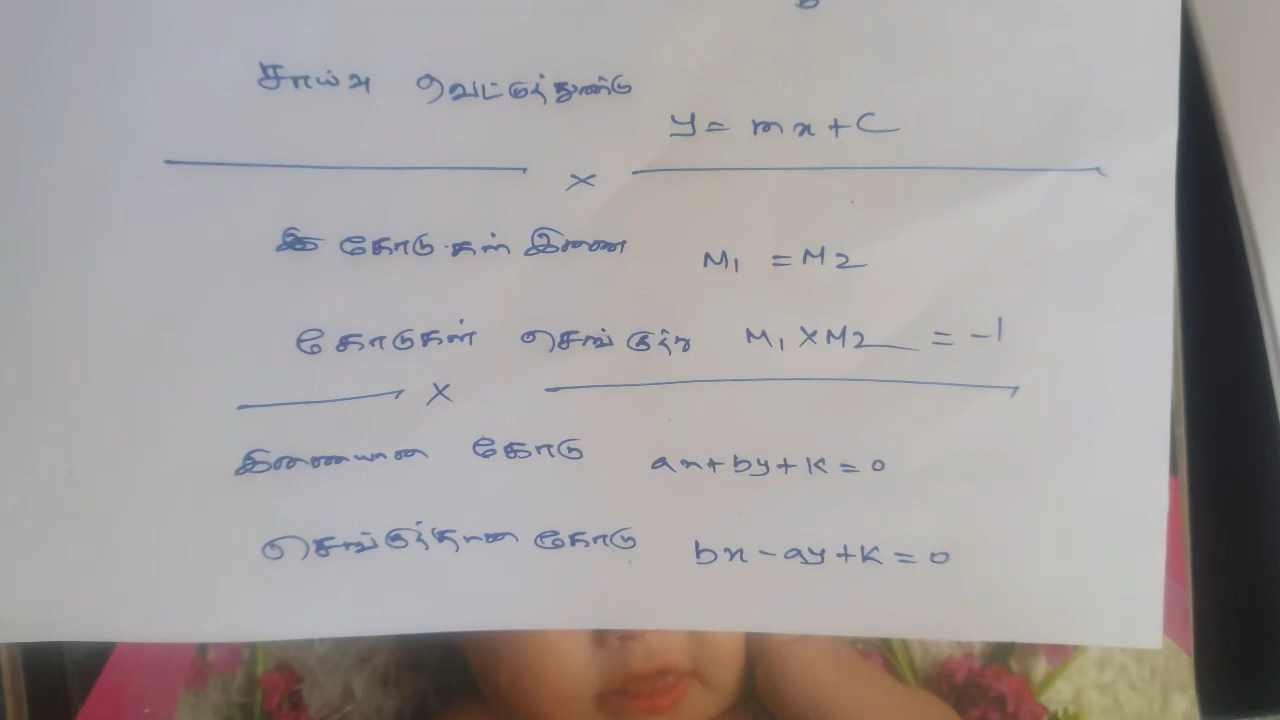 சாய்வு வெட்டுத்துண்டு y = mx + C
x
கோடுகள் இணை M1 = M2
கோடுகள் செங்குத்து M1 x M2 = -1
x
இணையான கோடு ax + by + k = 0
செங்குத்தான கோடு bx - ay + k = 0